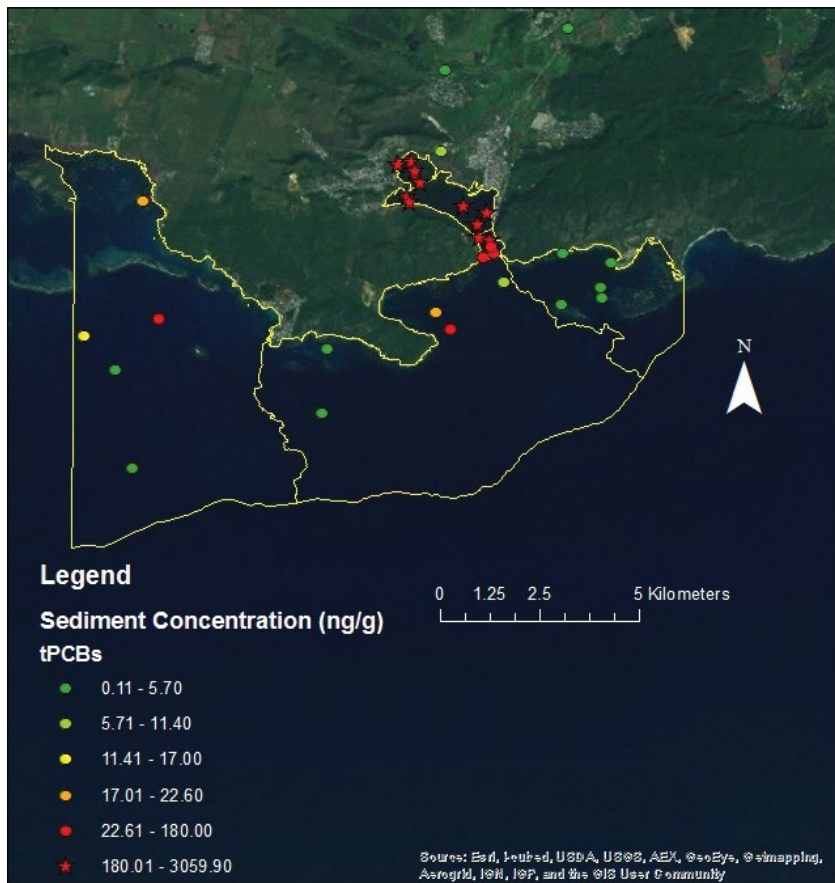 N
Legend
0 1.25 2.5 5 Kilometers
Sediment Concentration (ng/g)
tPCBs
0.11 - 5.70
5.71 - 11.40
11.41 - 17.00
17.01 - 22.60
22.61 - 180.00
180.01 - 3059.90
Source: Esri, i-cubed, USDA, USGS, AEX, GeoEye, Getmapping,
Aerogrid, IGN, IGP, and the GIS User Community